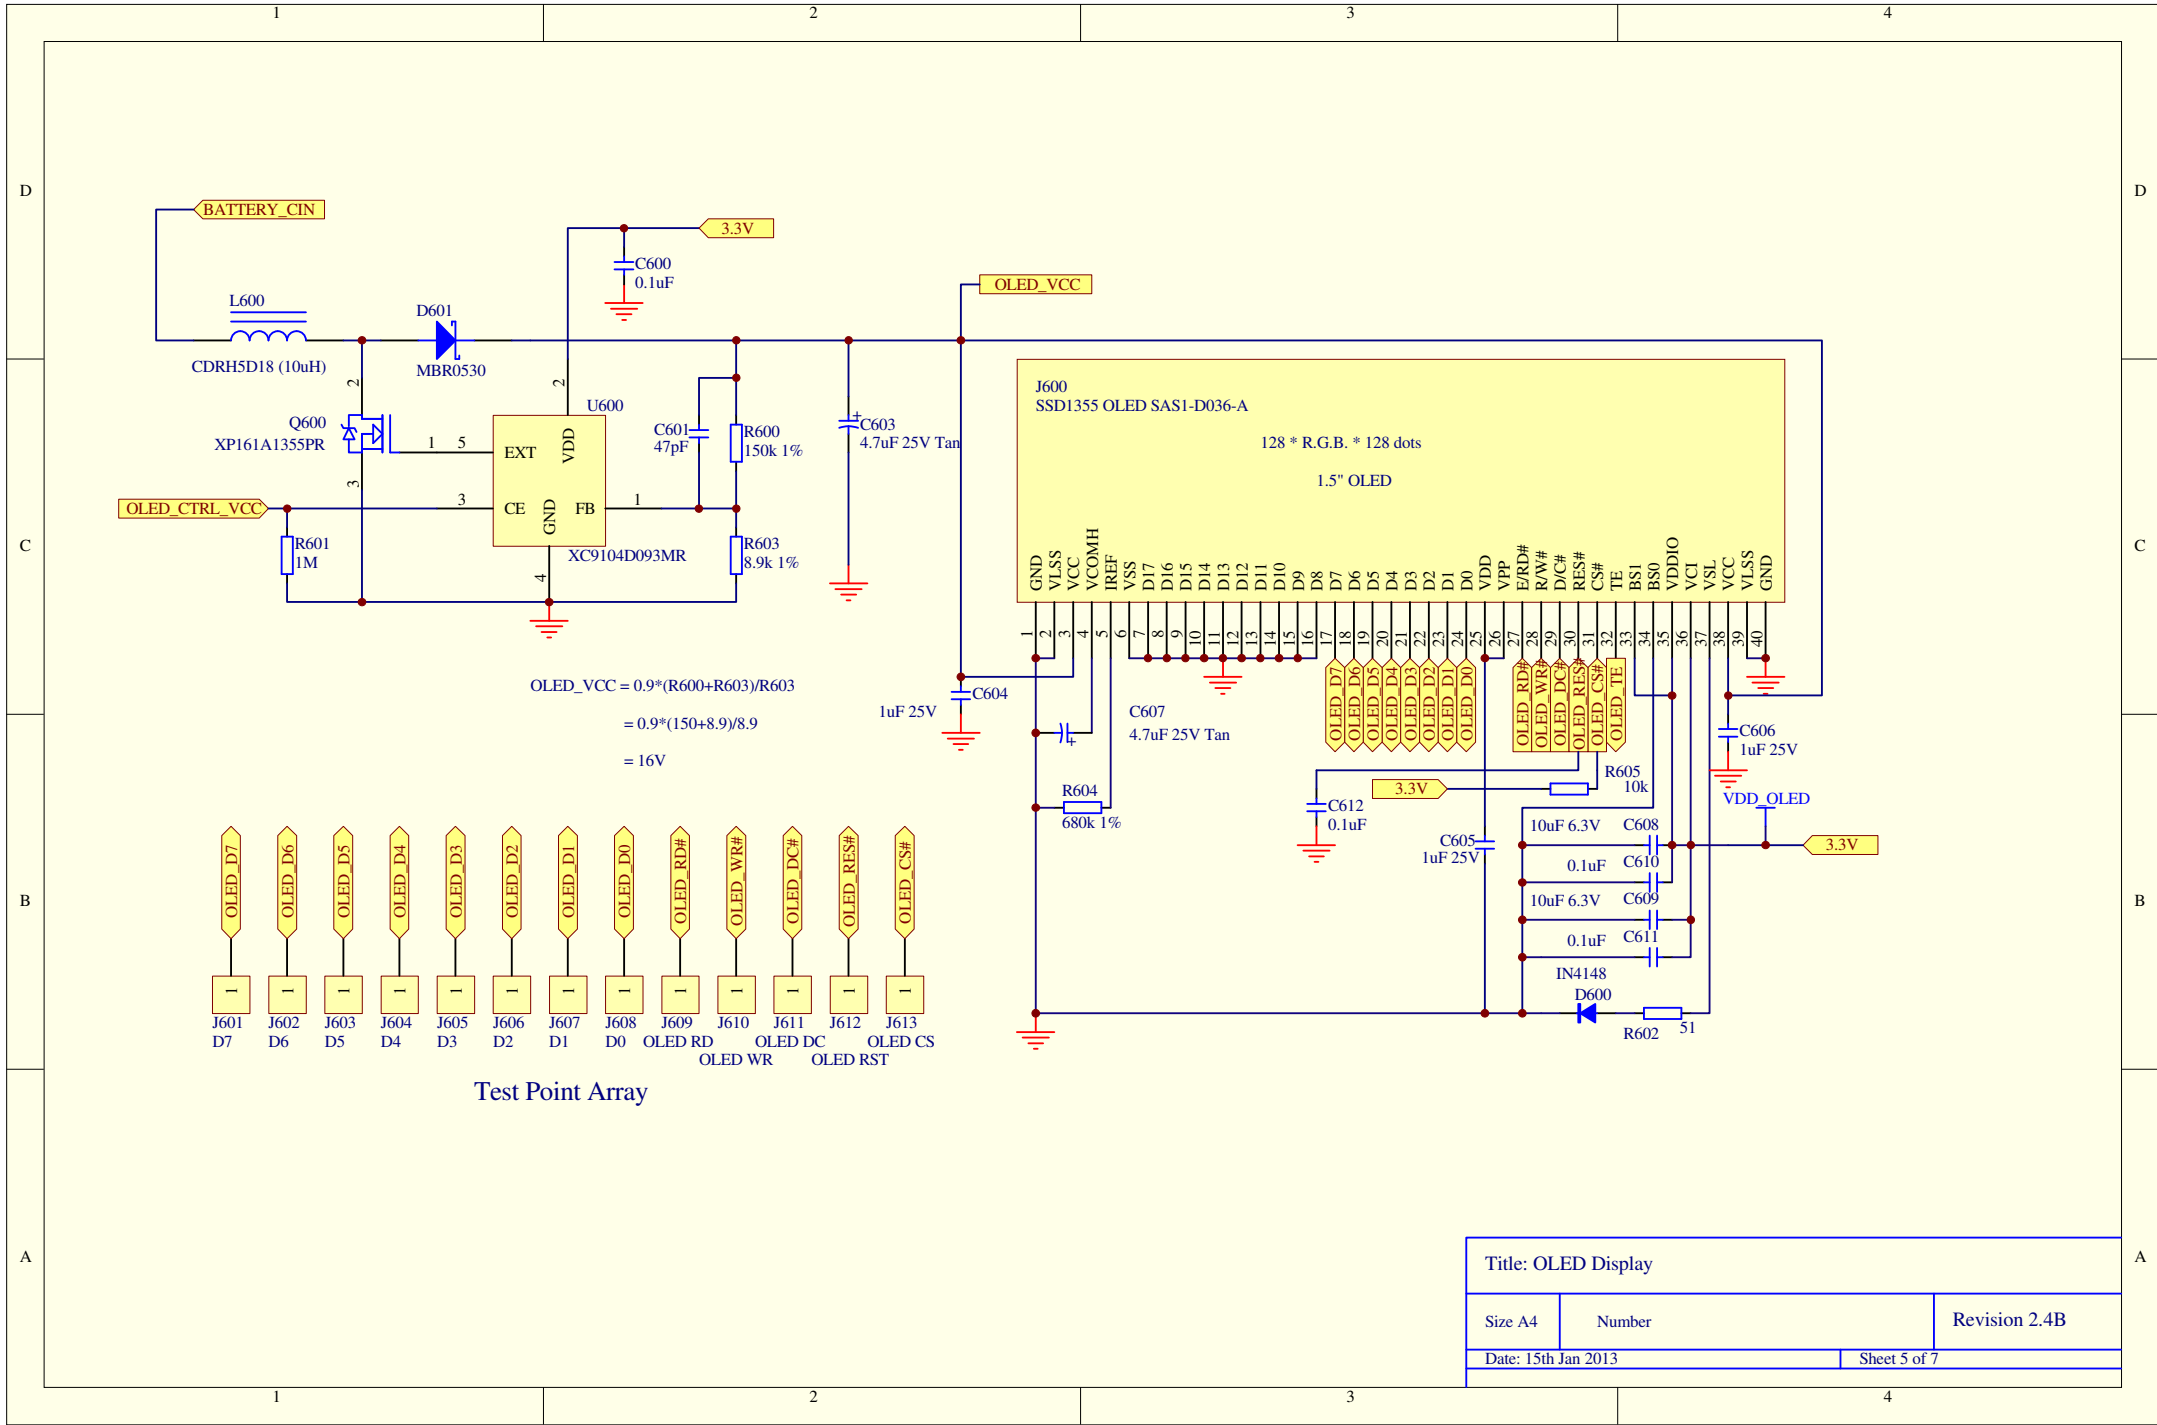 1 2 3 4
D D
C C
B B
A A
1 2 3 4
BATTERY_CIN
3.3V
C600
0.1uF
OLED_VCC
L600
CDRH5D18 (10uH)
D601
MBR0530
2
2
Q600
XP161A1355PR
1 5
3
U600
EXT
VDD
CE
GND
FB
3
1
4
XC9104D093MR
OLED_CTRL_VCC
R601
1M
C601
47pF
R600
150k 1%
R603
8.9k 1%
C603
4.7uF 25V Tan
+
OLED_VCC = 0.9*(R600+R603)/R603
= 0.9*(150+8.9)/8.9
= 16V
J600
SSD1355 OLED SAS1-D036-A
128 * R.G.B. * 128 dots
1.5" OLED
GND VLSS VCC VCOMH IREF VSS D17 D16 D15 D14 D13 D12 D11 D10 D9 D8 D7 D6 D5 D4 D3 D2 D1 D0 VDD VPP E/RD# R/W# D/C# RES# CS# TE BS1 BS0 VDDIO VCI VSL VCC VLSS GND
1 2 3 4 5 6 7 8 9 10 11 12 13 14 15 16 17 18 19 20 21 22 23 24 25 26 27 28 29 30 31 32 33 34 35 36 37 38 39 40
OLED_D7 OLED_D6 OLED_D5 OLED_D4 OLED_D3 OLED_D2 OLED_D1 OLED_D0
OLED_RD# OLED_WR# OLED_DC# OLED_RES# OLED_CS# OLED_TE
C604
1uF 25V
C607
4.7uF 25V Tan
+
R604
680k 1%
C612
0.1uF
3.3V
R605
10k
C605
1uF 25V
C606
1uF 25V
VDD_OLED
3.3V
10uF 6.3V C608
0.1uF C610
10uF 6.3V C609
0.1uF C611
IN4148
D600
R602 51
OLED_D7 OLED_D6 OLED_D5 OLED_D4 OLED_D3 OLED_D2 OLED_D1 OLED_D0 OLED_RD# OLED_WR# OLED_DC# OLED_RES# OLED_CS#
1 1 1 1 1 1 1 1 1 1 1 1 1
J601 J602 J603 J604 J605 J606 J607 J608 J609 J610 J611 J612 J613
D7 D6 D5 D4 D3 D2 D1 D0 OLED RD OLED DC OLED CS
OLED WR OLED RST
Test Point Array
Title: OLED Display
Size A4 Number Revision 2.4B
Date: 15th Jan 2013 Sheet 5 of 7